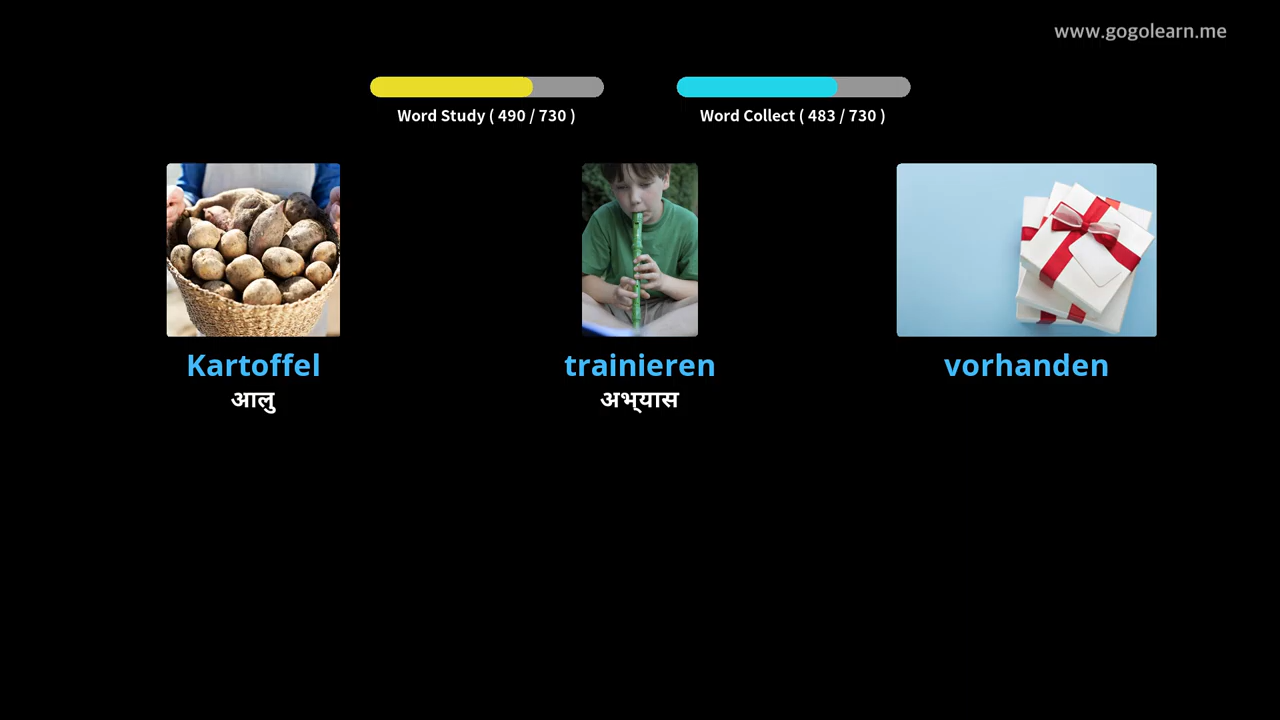 www.gogolearn.me
Word Study ( 490 / 730 )
Word Collect ( 483 / 730 )
Kartoffel
trainieren
vorhanden
आलु
अभ्यास